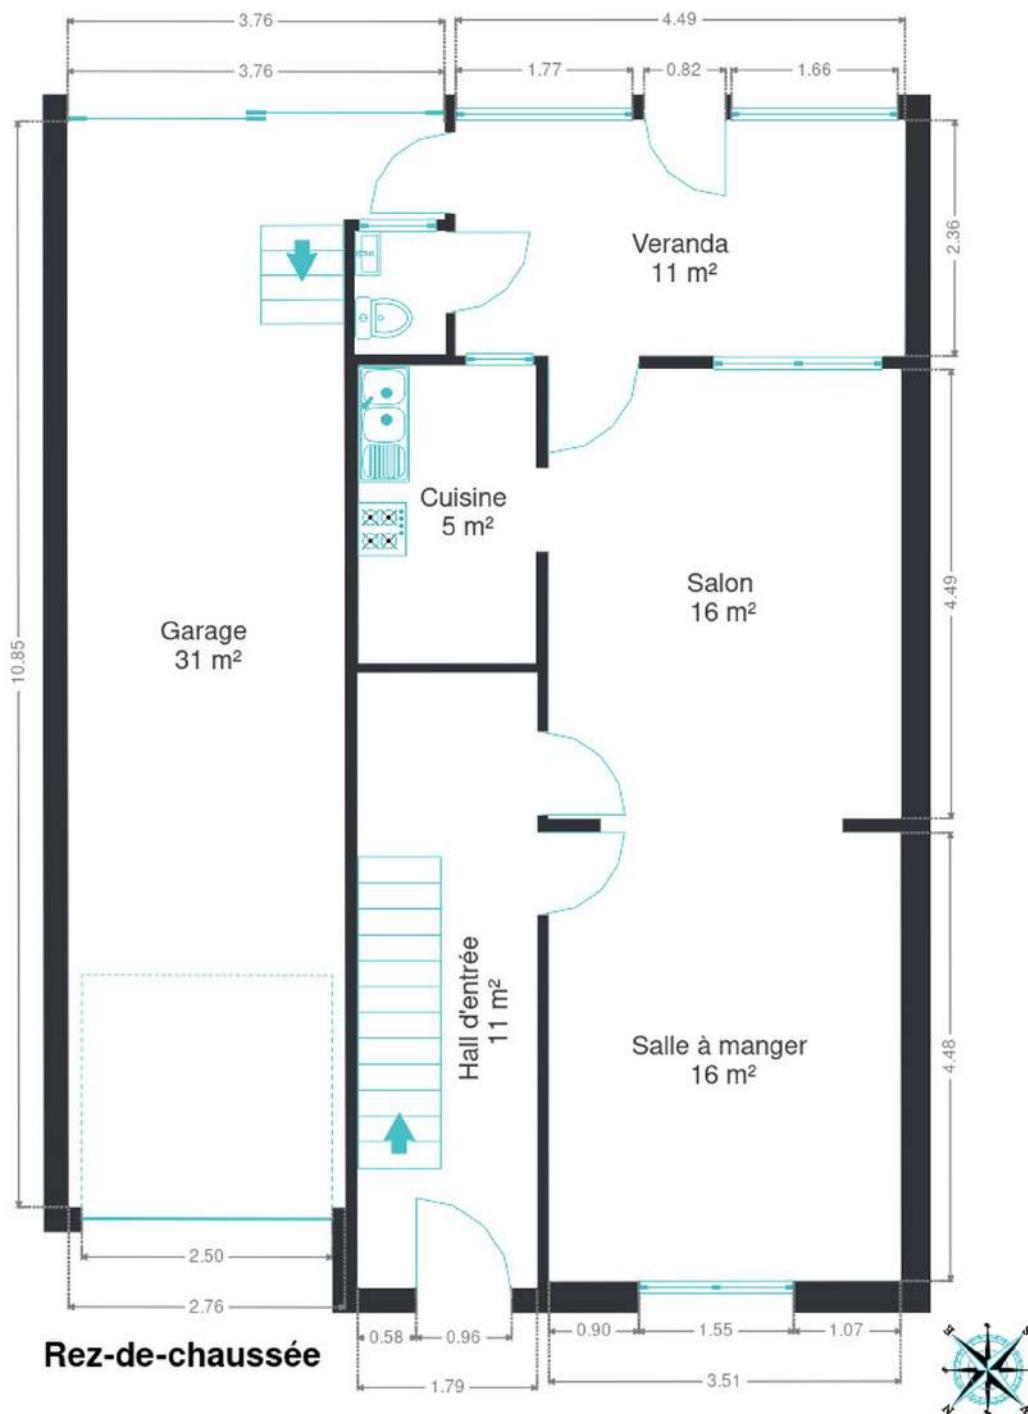 3.76
4.49
3.76
1.77
0.82
1.66
2.36
Veranda
11 m²
Cuisine
5 m²
Salon
16 m²
4.49
Garage
31 m²
10.85
Hall d'entrée
11 m²
Salle à manger
16 m²
4.48
2.50
2.76
0.58
0.96
0.90
1.55
1.07
Rez-de-chaussée
1.79
3.51